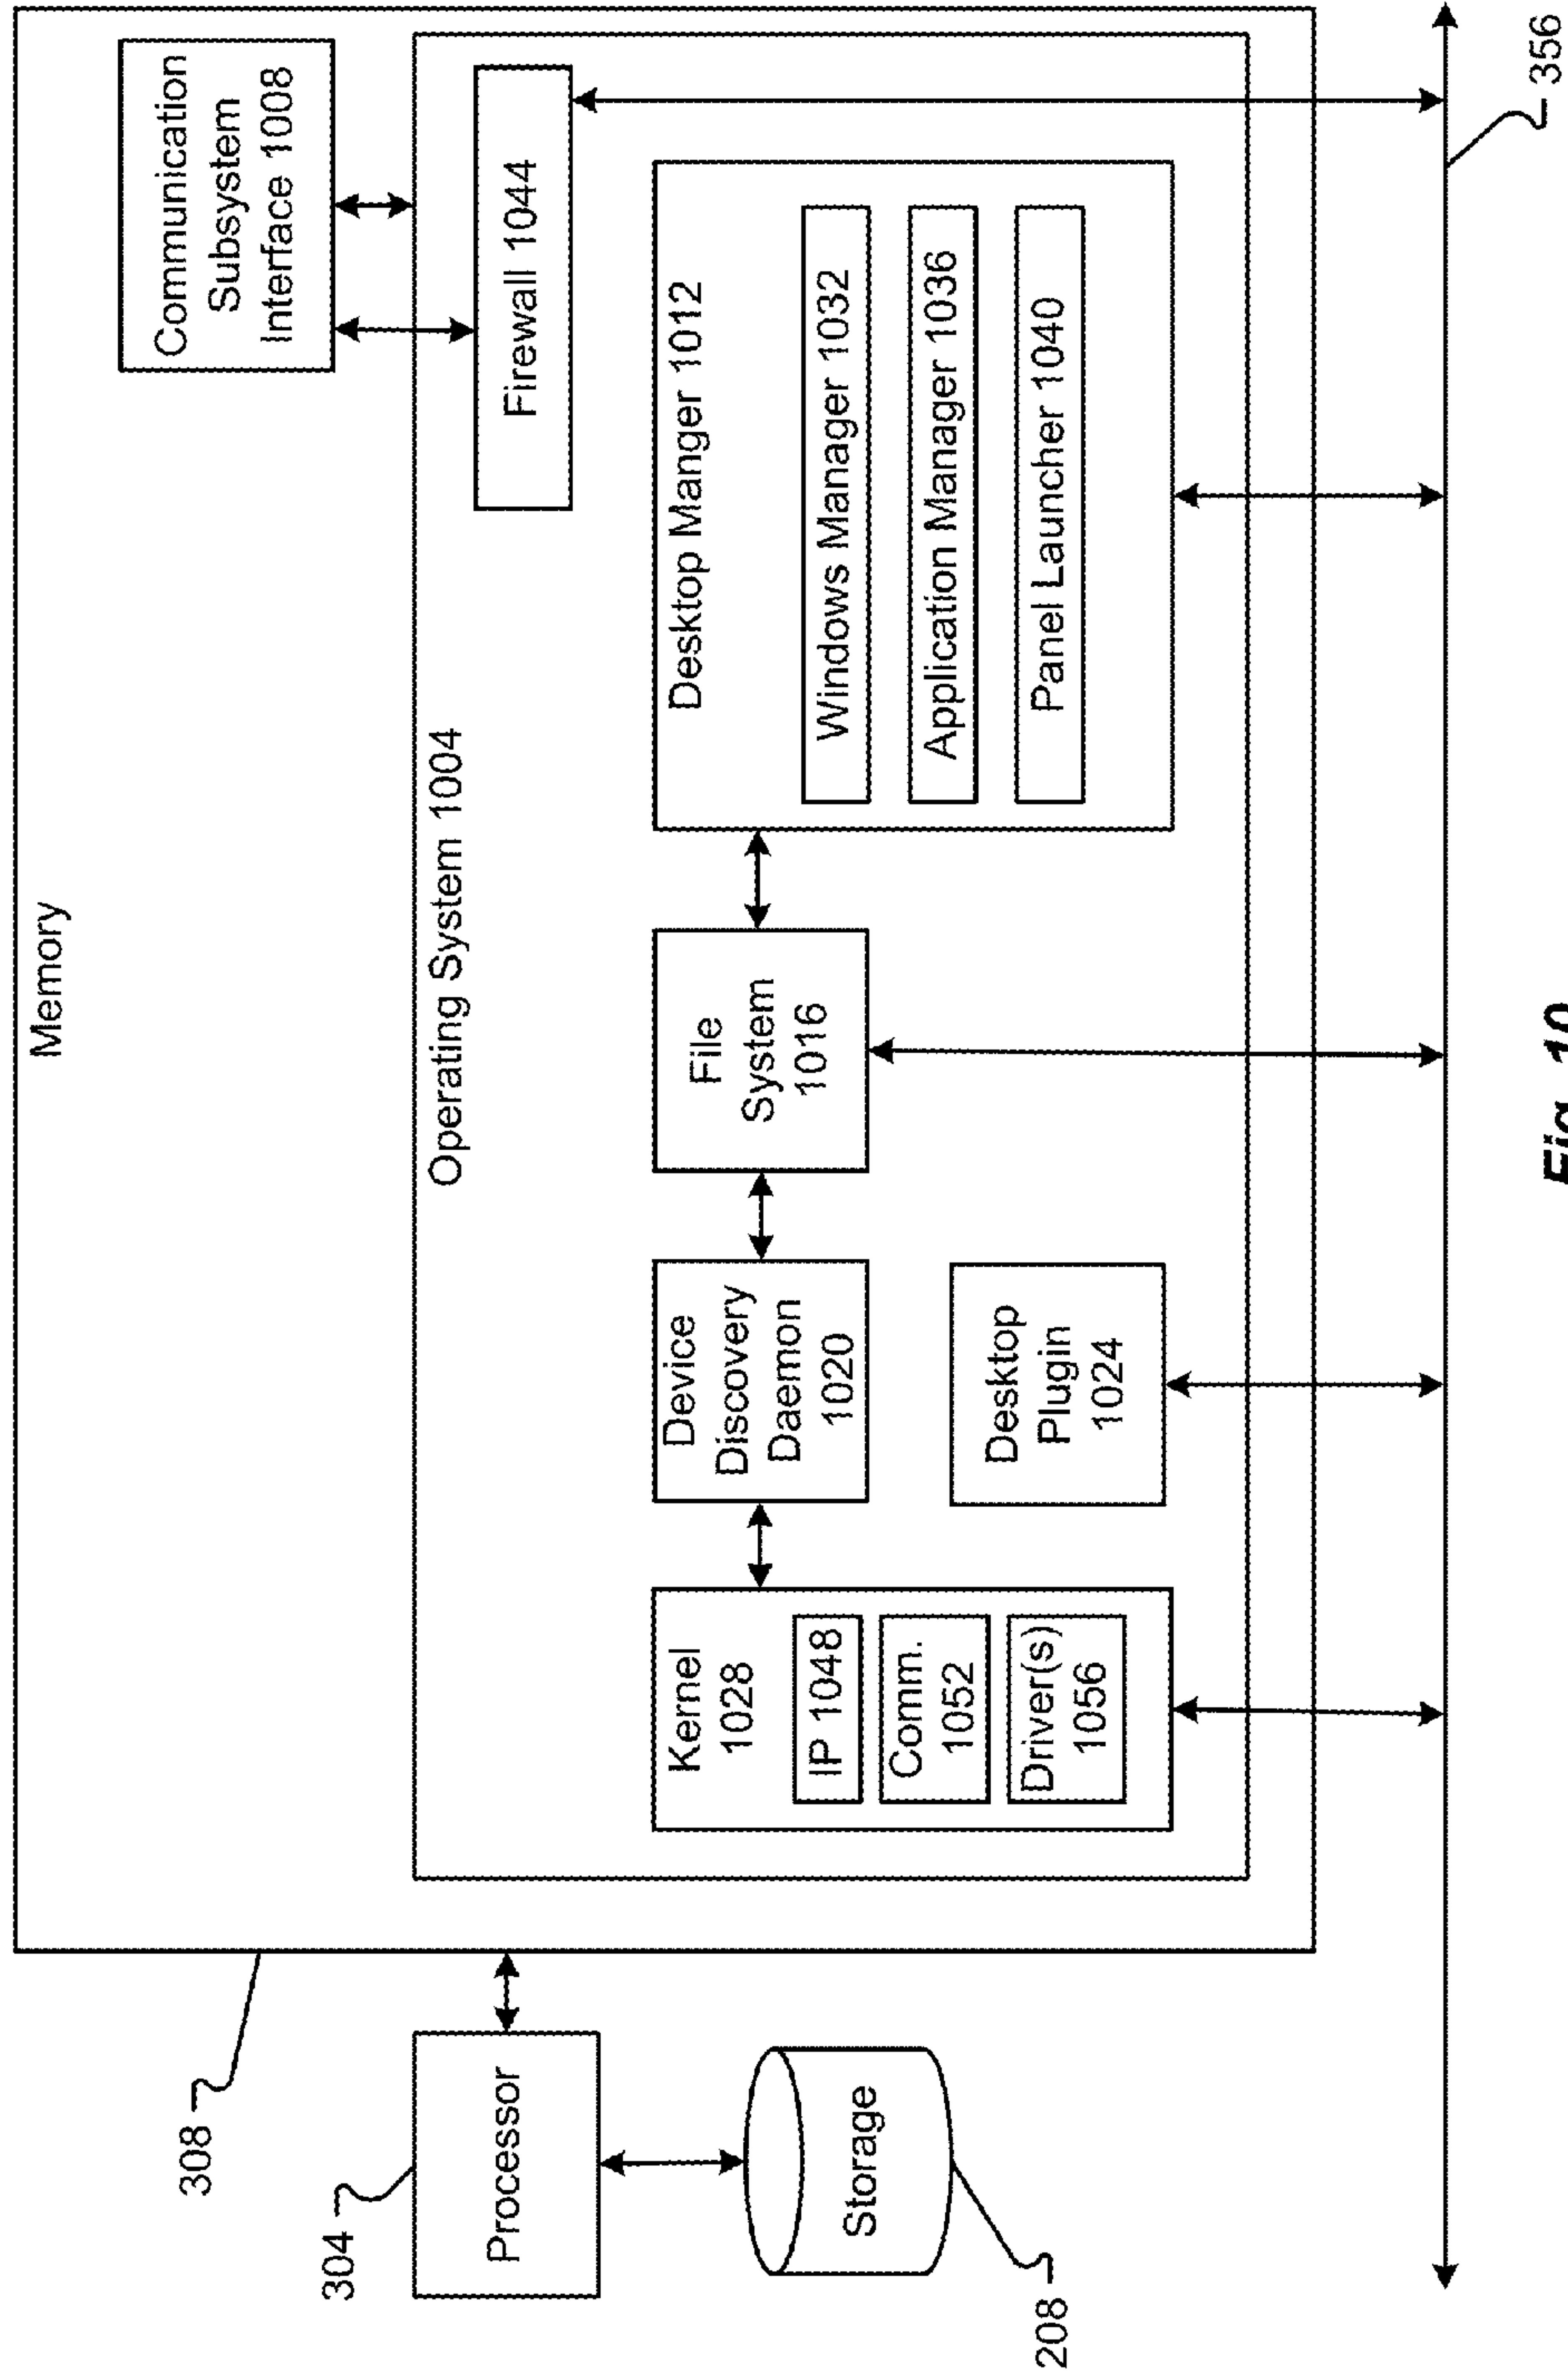 Memory
Communication
Subsystem
Interface 1008
308
304
Processor
Storage
208
Operating System 1004
Firewall 1044
Kernel
1028
IP 1048
Comm.
1052
Driver(s)
1056
Device
Discovery
Daemon
1020
Desktop
Plugin
1024
File
System
1016
Desktop Manger 1012
Windows Manager 1032
Application Manager 1036
Panel Launcher 1040
356
Fig. 10